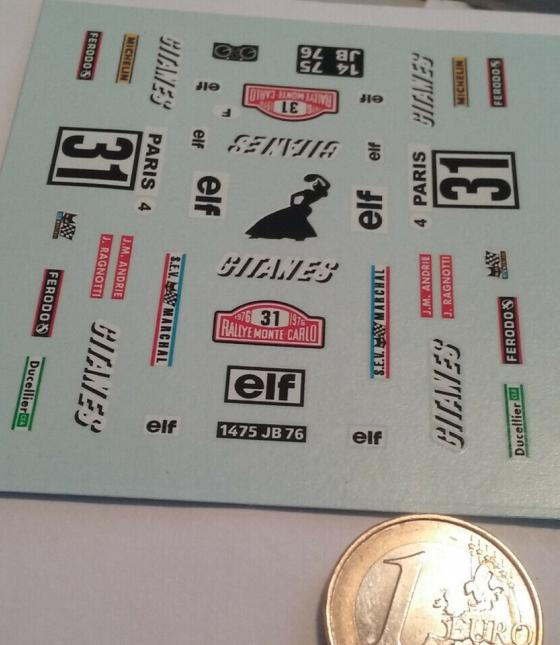 FERODO
MICHELIN
GITANES
14 75
JB 76
GITANES
MICHELIN
FERODO
elf
31
RALLYE MONTE CARLO
elf
F
31
PARIS
4
elf
GITANES
elf
PARIS
4
31
elf
elf
J. RAGNOTTI
J.M. ANDRIE
S.E.V. MARCHAL
GITANES
S.E.V. MARCHAL
J.M. ANDRIE
J. RAGNOTTI
FERODO
1976 31 1976
RALLYE MONTE CARLO
FERODO
Ducellier
GITANES
elf
GITANES
Ducellier
elf
1475 JB 76
elf
1 EURO